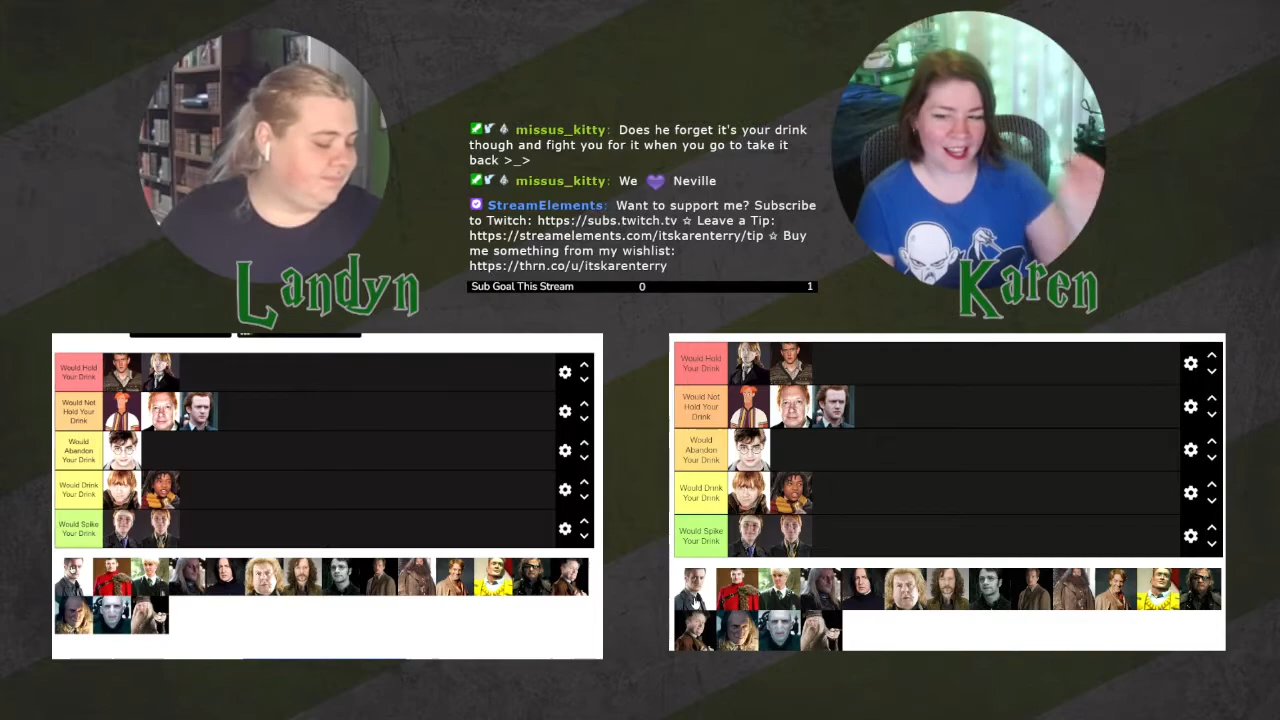 missus_kitty: Does he forget it's your drink
though and fight you for it when you go to take it
back >_>
missus_kitty: We 💜 Neville
StreamElements: Want to support me? Subscribe
to Twitch: https://subs.twitch.tv ☆ Leave a Tip:
https://streamelements.com/itskarenterry/tip ☆ Buy
me something from my wishlist:
https://thrn.co/u/itskarenterry
Sub Goal This Stream 0 1
Landyn
Karen
Would Hold
Your Drink
Would Not
Hold Your
Drink
Would
Abandon
Your Drink
Would Drink
Your Drink
Would Spike
Your Drink
Would Hold
Your Drink
Would Not
Hold Your
Drink
Would
Abandon
Your Drink
Would Drink
Your Drink
Would Spike
Your Drink